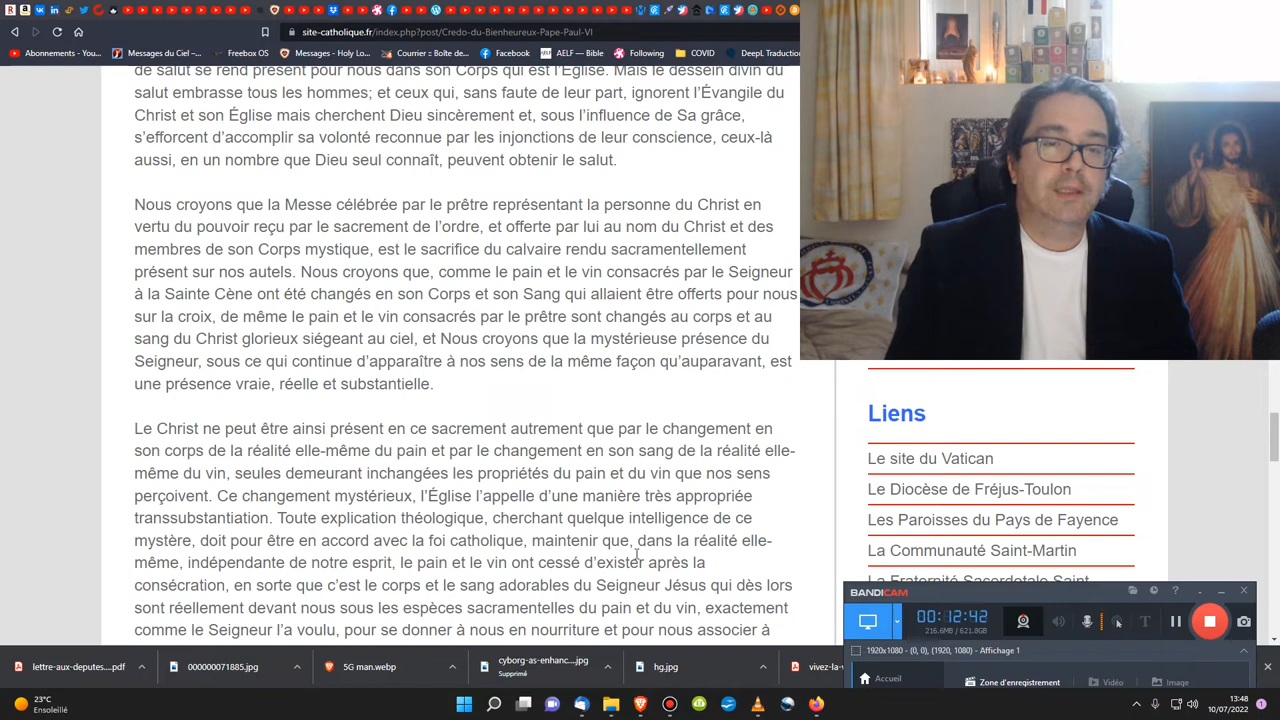 site-catholique.fr/index.php?post/Credo-du-Bienheureux-Pape-Paul-VI
Abonnements - You...
Messages du Ciel –...
Freebox OS
Messages - Holy Lo...
Courrier :: Boîte de...
Facebook
AELF — Bible
Following
COVID
DeepL Traduction
de salut se rend présent pour nous dans son Corps qui est l’Église. Mais le dessein divin du
salut embrasse tous les hommes; et ceux qui, sans faute de leur part, ignorent l’Évangile du
Christ et son Église mais cherchent Dieu sincèrement et, sous l’influence de Sa grâce,
s’efforcent d’accomplir sa volonté reconnue par les injonctions de leur conscience, ceux-là
aussi, en un nombre que Dieu seul connaît, peuvent obtenir le salut.
Nous croyons que la Messe célébrée par le prêtre représentant la personne du Christ en
vertu du pouvoir reçu par le sacrement de l’ordre, et offerte par lui au nom du Christ et des
membres de son Corps mystique, est le sacrifice du calvaire rendu sacramentellement
présent sur nos autels. Nous croyons que, comme le pain et le vin consacrés par le Seigneur
à la Sainte Cène ont été changés en son Corps et son Sang qui allaient être offerts pour nous
sur la croix, de même le pain et le vin consacrés par le prêtre sont changés au corps et au
sang du Christ glorieux siégeant au ciel, et Nous croyons que la mystérieuse présence du
Seigneur, sous ce qui continue d’apparaître à nos sens de la même façon qu’auparavant, est
une présence vraie, réelle et substantielle.
Le Christ ne peut être ainsi présent en ce sacrement autrement que par le changement en
son corps de la réalité elle-même du pain et par le changement en son sang de la réalité elle-
même du vin, seules demeurant inchangées les propriétés du pain et du vin que nos sens
perçoivent. Ce changement mystérieux, l’Église l’appelle d’une manière très appropriée
transsubstantiation. Toute explication théologique, cherchant quelque intelligence de ce
mystère, doit pour être en accord avec la foi catholique, maintenir que, dans la réalité elle-
même, indépendante de notre esprit, le pain et le vin ont cessé d’exister après la
consécration, en sorte que c’est le corps et le sang adorables du Seigneur Jésus qui dès lors
sont réellement devant nous sous les espèces sacramentelles du pain et du vin, exactement
comme le Seigneur l’a voulu, pour se donner à nous en nourriture et pour nous associer à
Liens
Le site du Vatican
Le Diocèse de Fréjus-Toulon
Les Paroisses du Pays de Fayence
La Communauté Saint-Martin
La Fraternité Sacerdotale Saint
BANDICAM
00:12:42
216.6MB / 621.8GB
1920x1080 - (0, 0), (1920, 1080) - Affichage 1
Accueil
Zone d'enregistrement
Vidéo
Image
lettre-aux-deputes....pdf
000000071885.jpg
5G man.webp
cyborg-as-enhanc....jpg
Supprimé
hg.jpg
vivez-la-v
23°C
Ensoleillé
13:48
10/07/2022